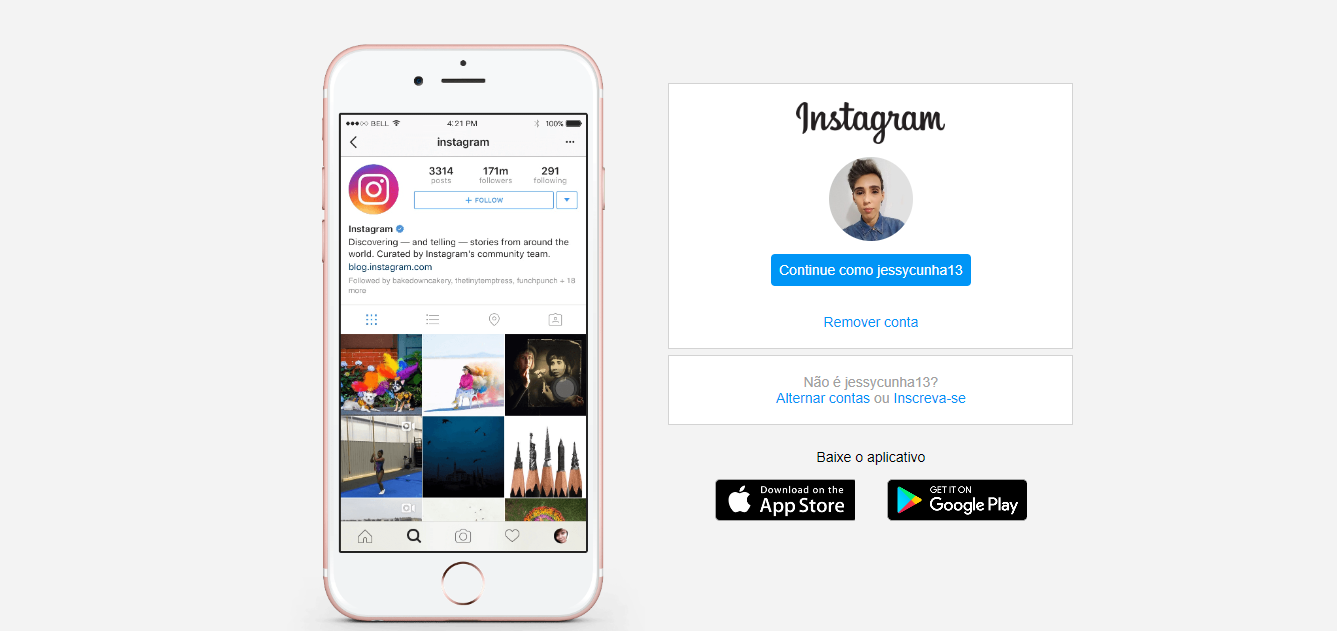 BELL
4:21 PM
100%
instagram
3314
171m
291
posts
followers
following
+ FOLLOW
Instagram
Discovering — and telling — stories from around the
world. Curated by Instagram's community team.
blog.instagram.com
Followed by bakedowncakery, thetinytemptress, funchpunch + 18
more
Instagram
Continue como jessycunha13
Remover conta
Não é jessycunha13?
Alternar contas ou Inscreva-se
Baixe o aplicativo
Download on the
App Store
GET IT ON
Google Play